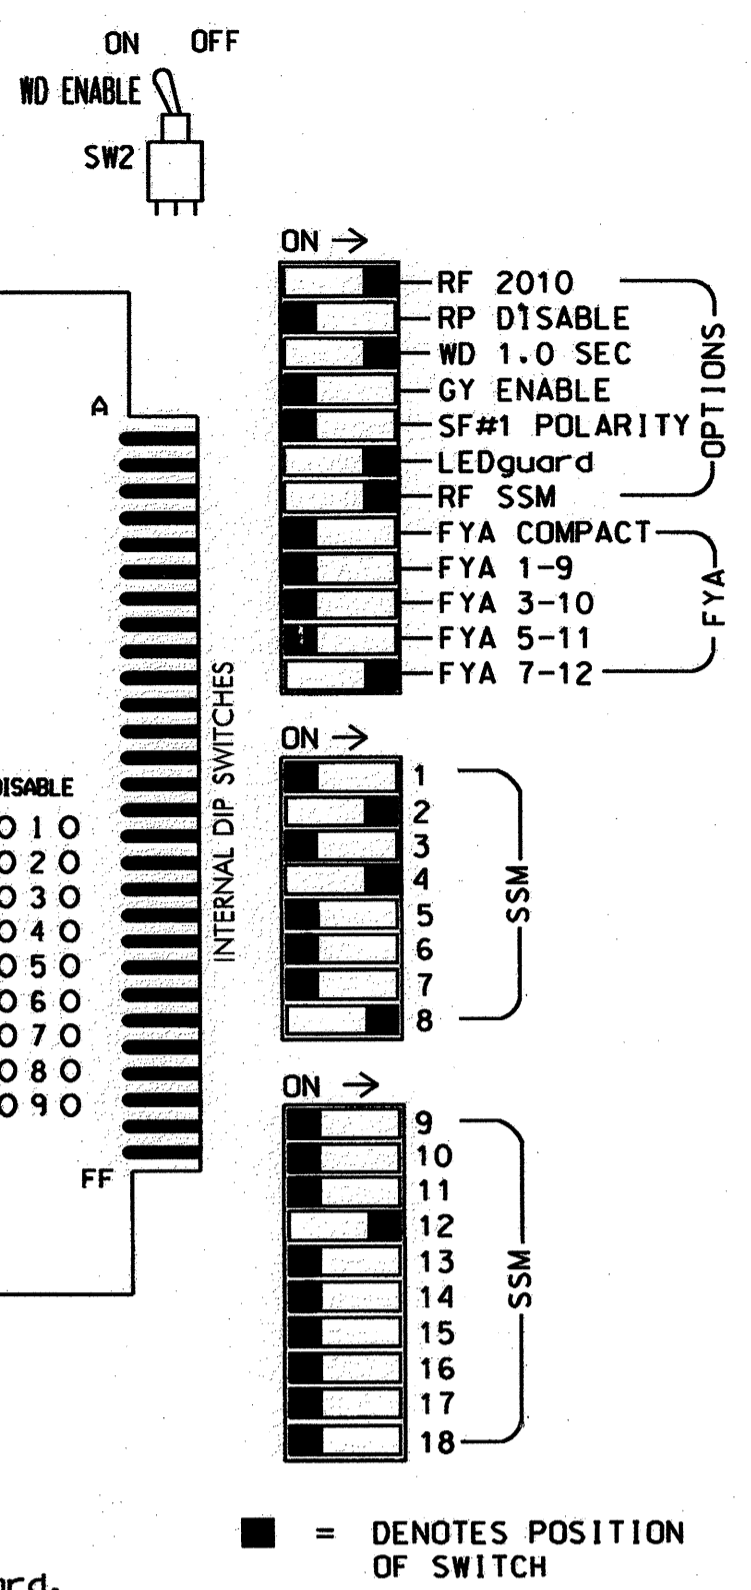 ON OFF
WD ENABLE
SW2
ON →
RF 2010
RP DISABLE
WD 1.0 SEC
GY ENABLE
SF#1 POLARITY
LEDguard
RF SSM
OPTIONS
FYA COMPACT
FYA 1-9
FYA 3-10
FYA 5-11
FYA 7-12
FYA
A
FF
INTERNAL DIP SWITCHES
ON →
1
2
3
4
5
6
7
8
SSM
DISABLE
1
2
3
4
5
6
7
8
9
ON →
9
10
11
12
13
14
15
16
17
18
SSM
= DENOTES POSITION
OF SWITCH